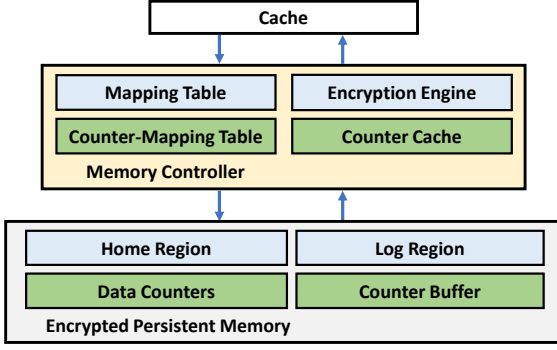 Cache
Mapping Table
Encryption Engine
Counter-Mapping Table
Counter Cache
Memory Controller
Home Region
Log Region
Data Counters
Counter Buffer
Encrypted Persistent Memory